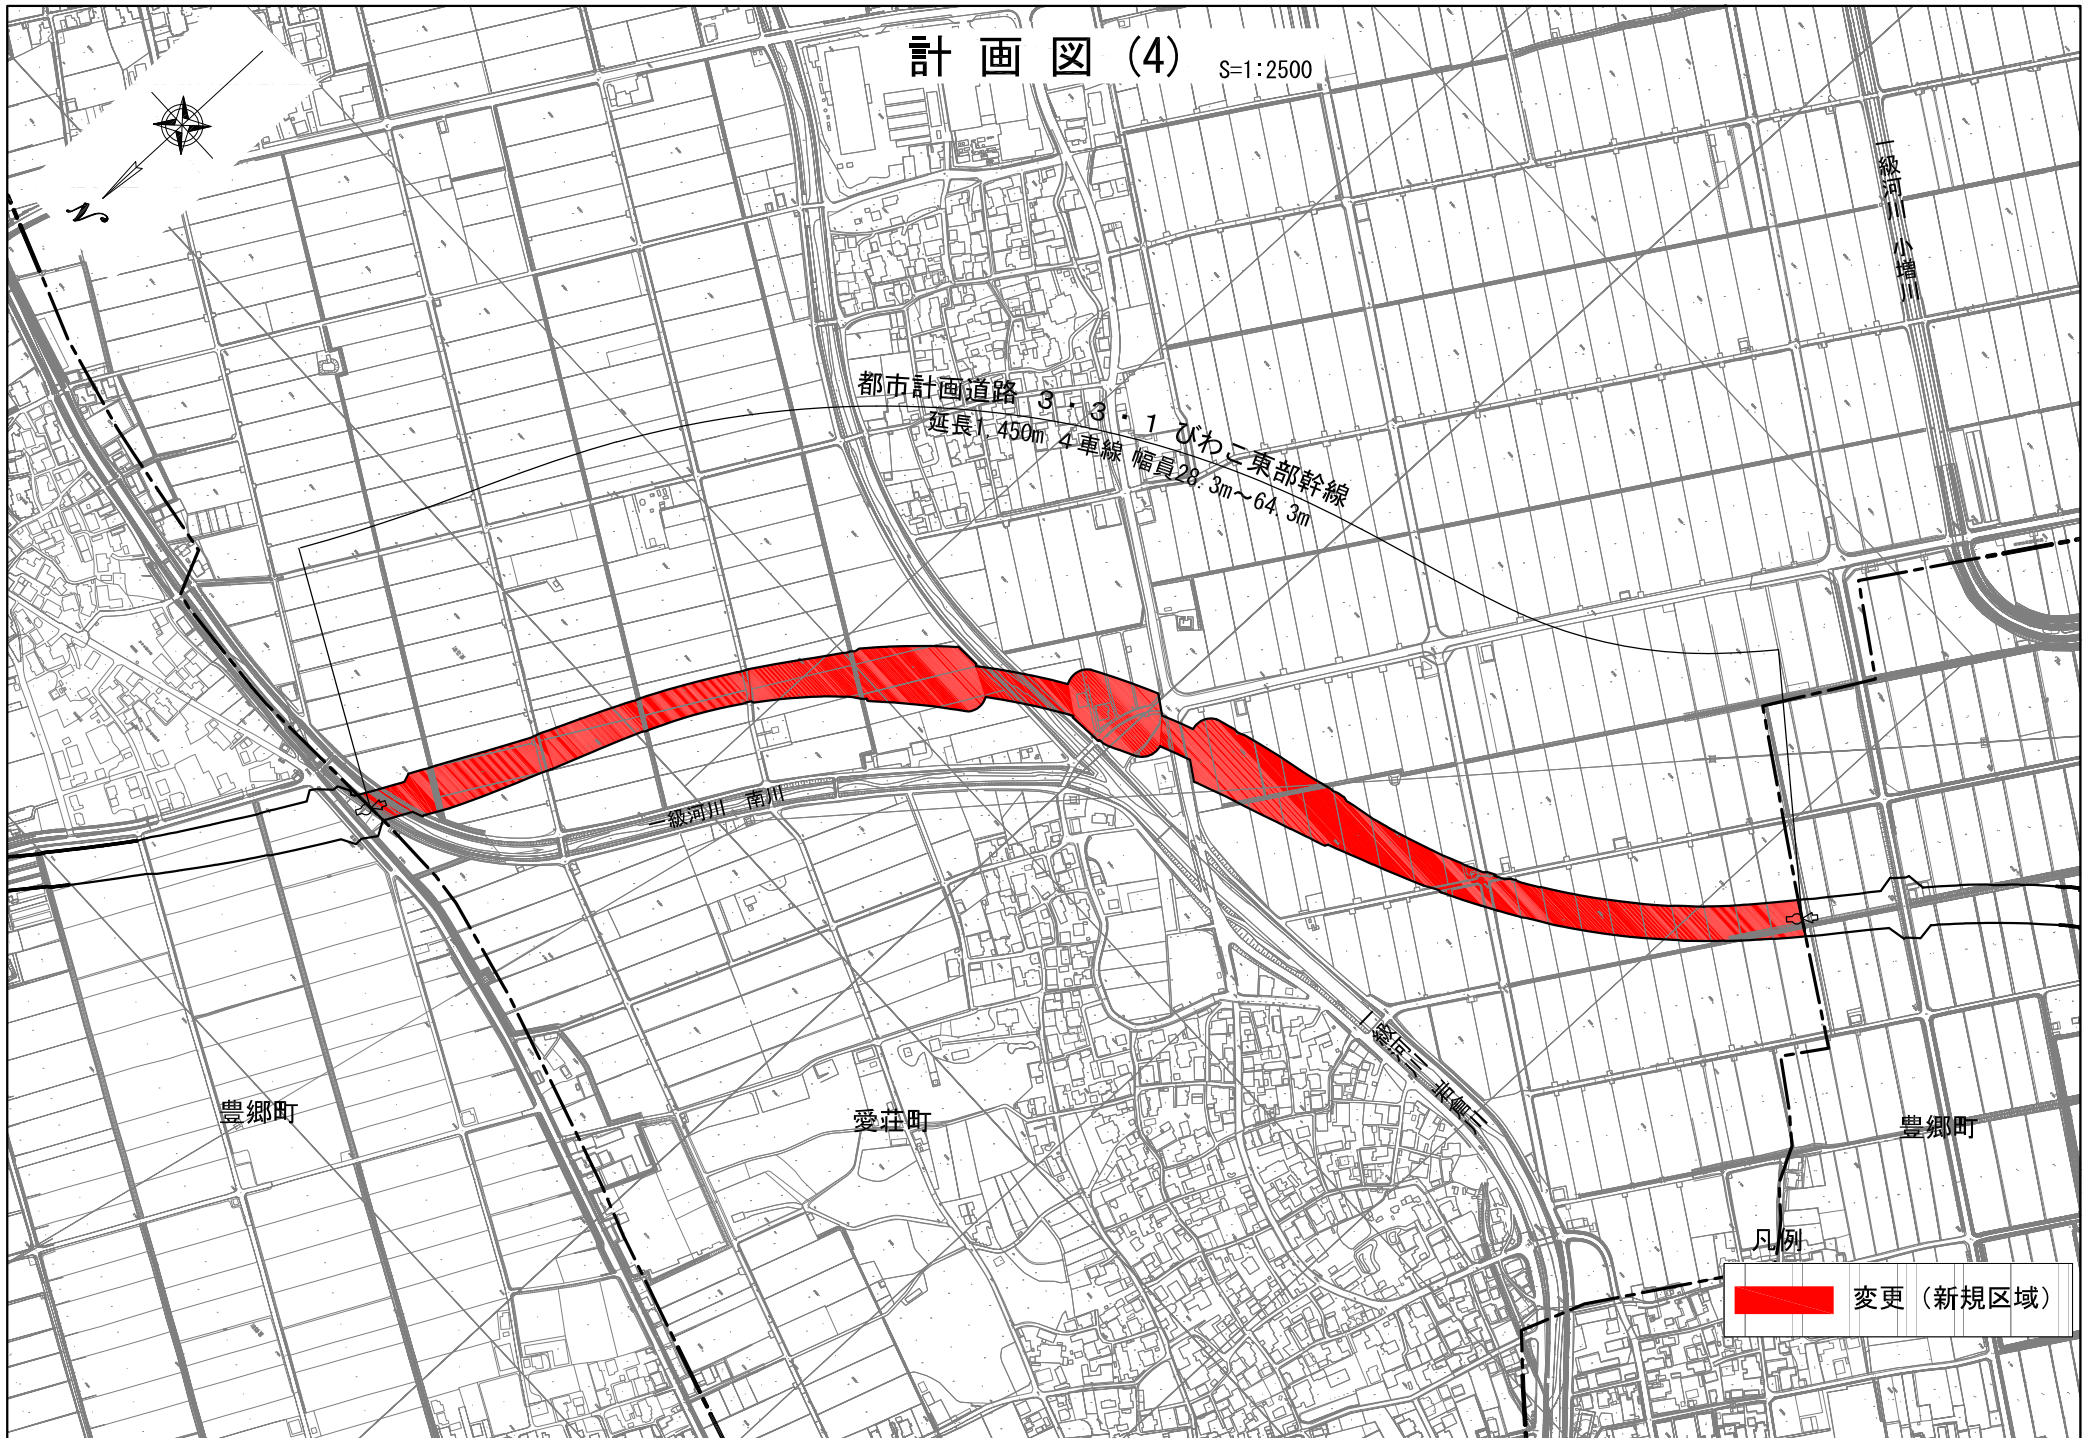 計画図(4) S=1:2500
N
一級河川 小増川
都市計画道路 3・3・1 びわこ東部幹線
延長1,450m 4車線 幅員28.3m～64.3m
一級河川 南川
一級河川 岩倉川
豊郷町
愛荘町
豊郷町
凡例
変更（新規区域）